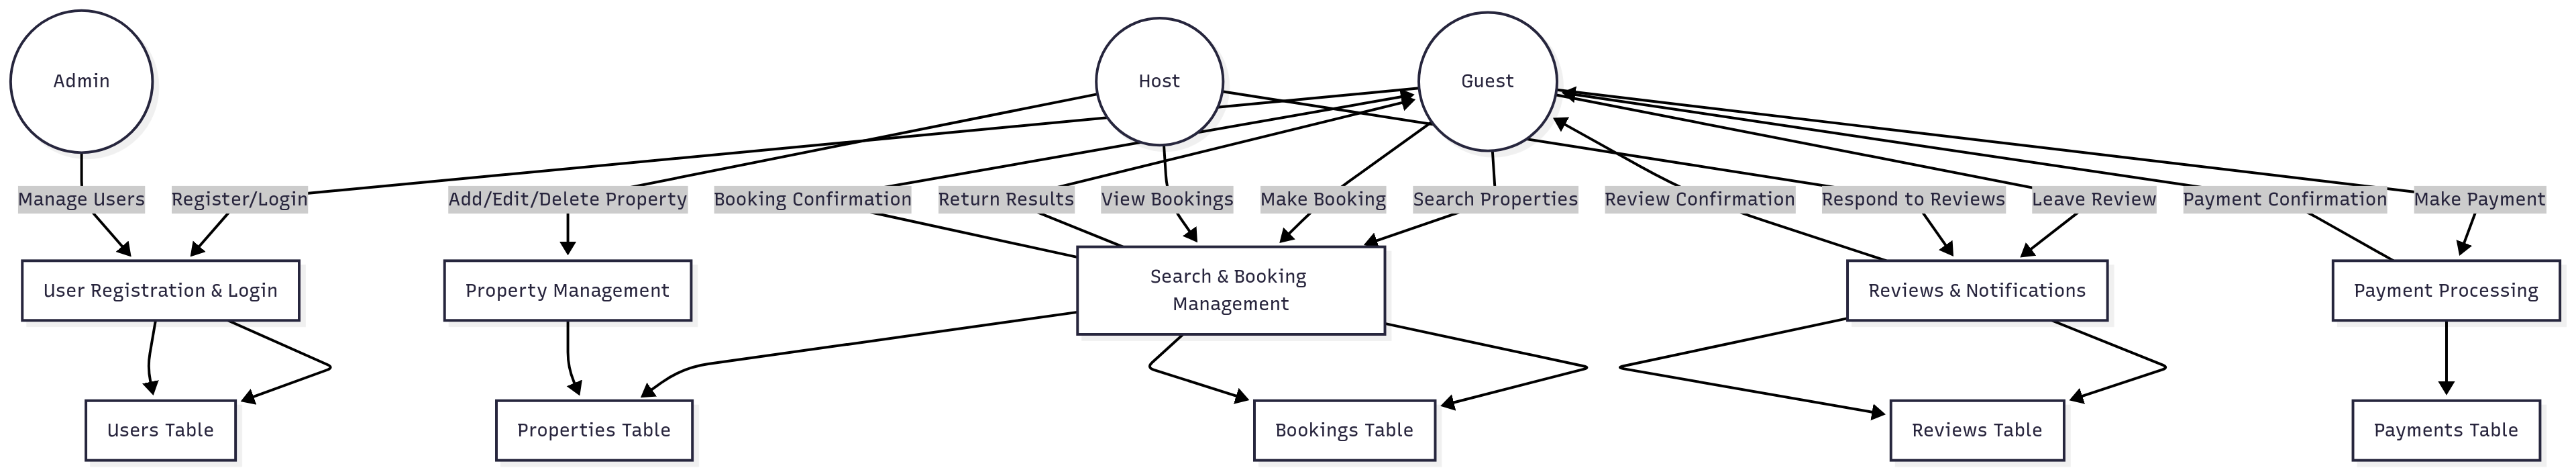 Admin
Host
Guest
Manage Users
Register/Login
Add/Edit/Delete Property
Booking Confirmation
Return Results
View Bookings
Make Booking
Search Properties
Review Confirmation
Respond to Reviews
Leave Review
Payment Confirmation
Make Payment
User Registration & Login
Property Management
Search & Booking
Management
Reviews & Notifications
Payment Processing
Users Table
Properties Table
Bookings Table
Reviews Table
Payments Table